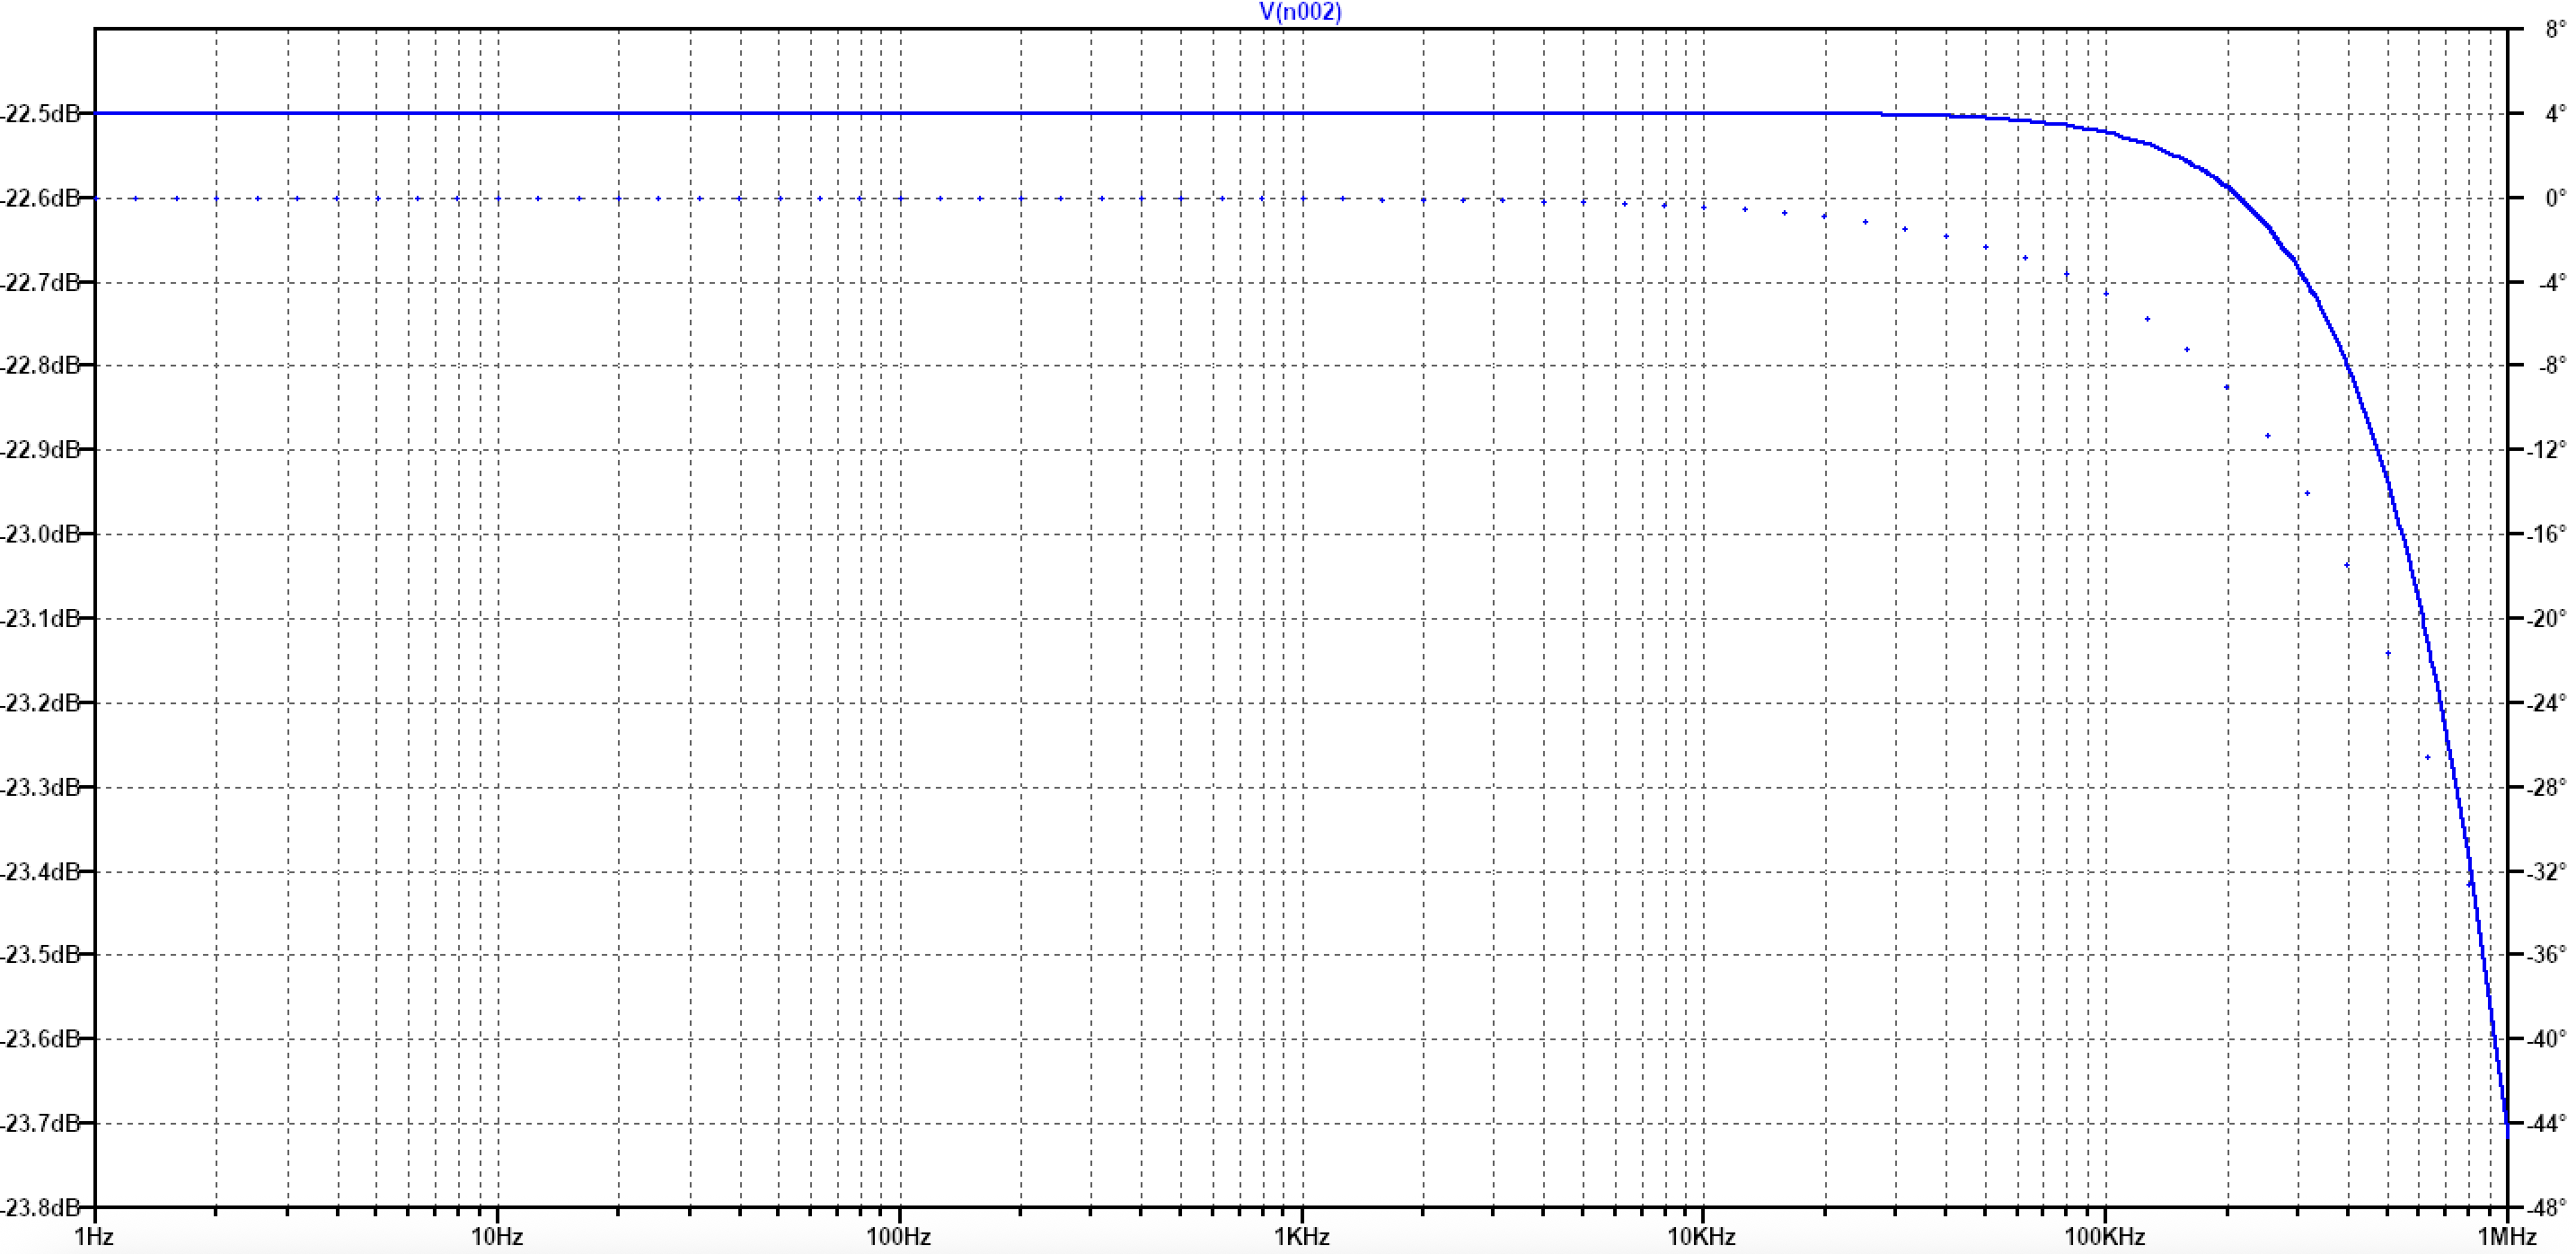 V(n002)
-22.5dB
-22.6dB
-22.7dB
-22.8dB
-22.9dB
-23.0dB
-23.1dB
-23.2dB
-23.3dB
-23.4dB
-23.5dB
-23.6dB
-23.7dB
-23.8dB
8°
4°
0°
-4°
-8°
-12°
-16°
-20°
-24°
-28°
-32°
-36°
-40°
-44°
-48°
1Hz 10Hz 100Hz 1KHz 10KHz 100KHz 1MHz